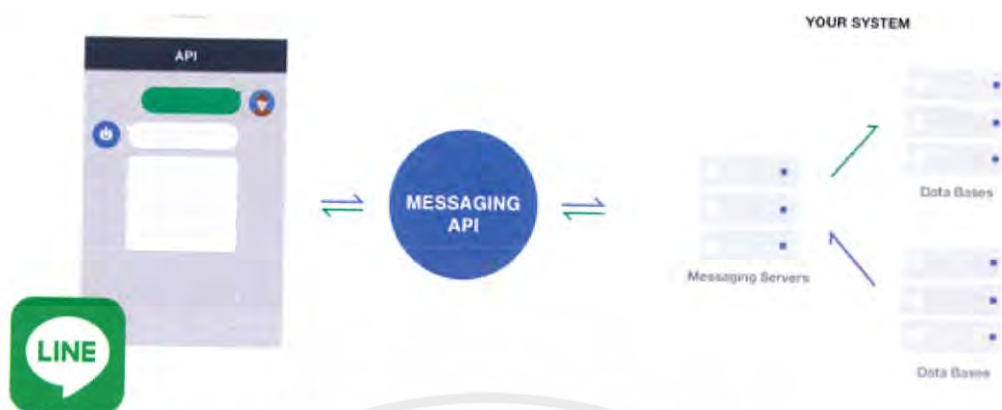 YOUR SYSTEM
API
MESSAGING
API
Data Bases
Messaging Servers
LINE
Data Bases